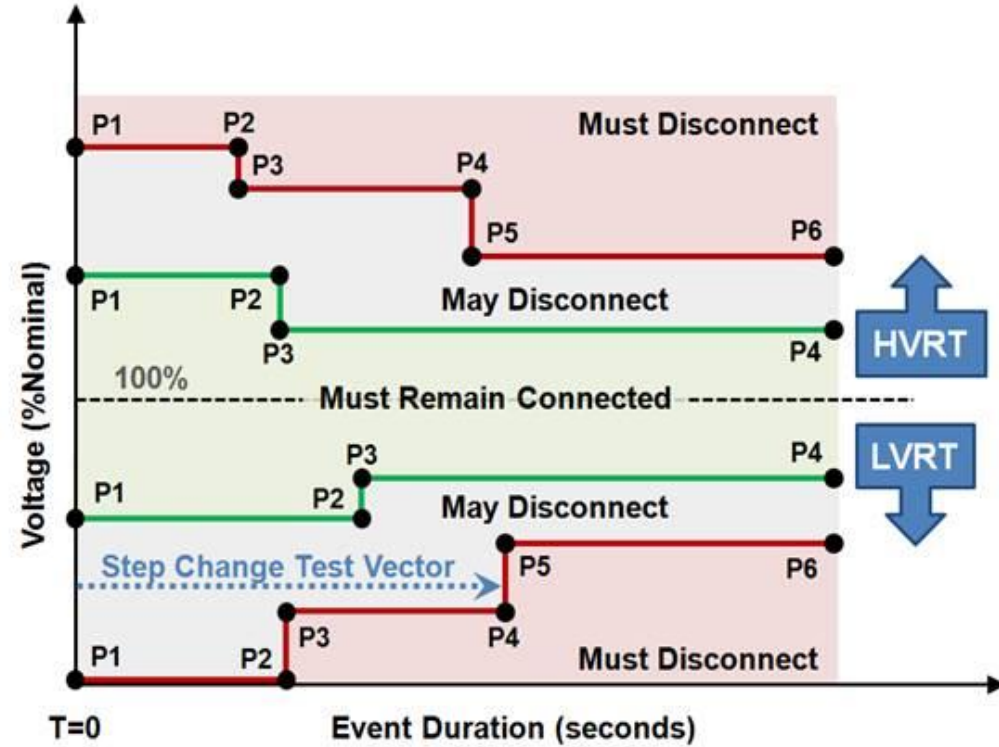 Must Disconnect
P1
P2
P3
P4
P5
P6
P1
P2
P3
May Disconnect
P4
HVRT
100%
Must Remain Connected
Voltage (%Nominal)
P1
P2
P3
P4
LVRT
May Disconnect
Step Change Test Vector
P5
P6
P1
P2
P3
P4
Must Disconnect
T=0
Event Duration (seconds)